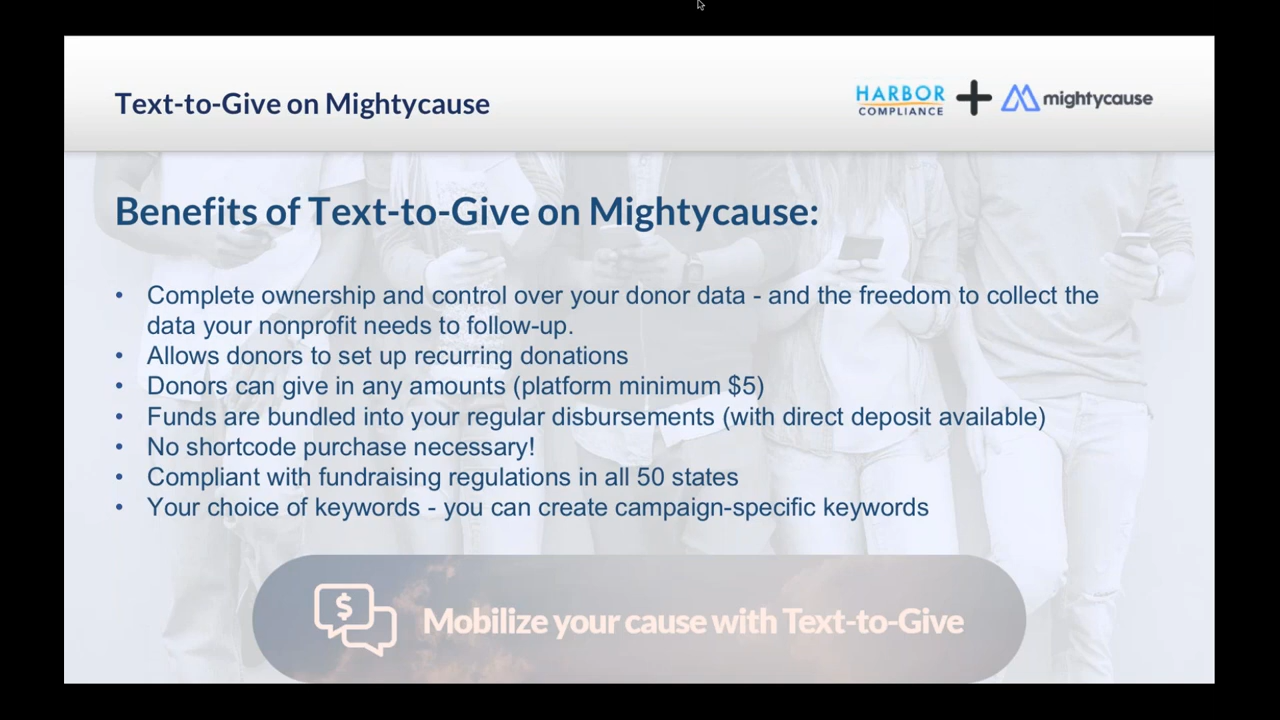 Text-to-Give on Mightycause
HARBOR
COMPLIANCE
mightycause
Benefits of Text-to-Give on Mightycause:
• Complete ownership and control over your donor data - and the freedom to collect the
data your nonprofit needs to follow-up.
• Allows donors to set up recurring donations
• Donors can give in any amounts (platform minimum $5)
• Funds are bundled into your regular disbursements (with direct deposit available)
• No shortcode purchase necessary!
• Compliant with fundraising regulations in all 50 states
• Your choice of keywords - you can create campaign-specific keywords
$
Mobilize your cause with Text-to-Give